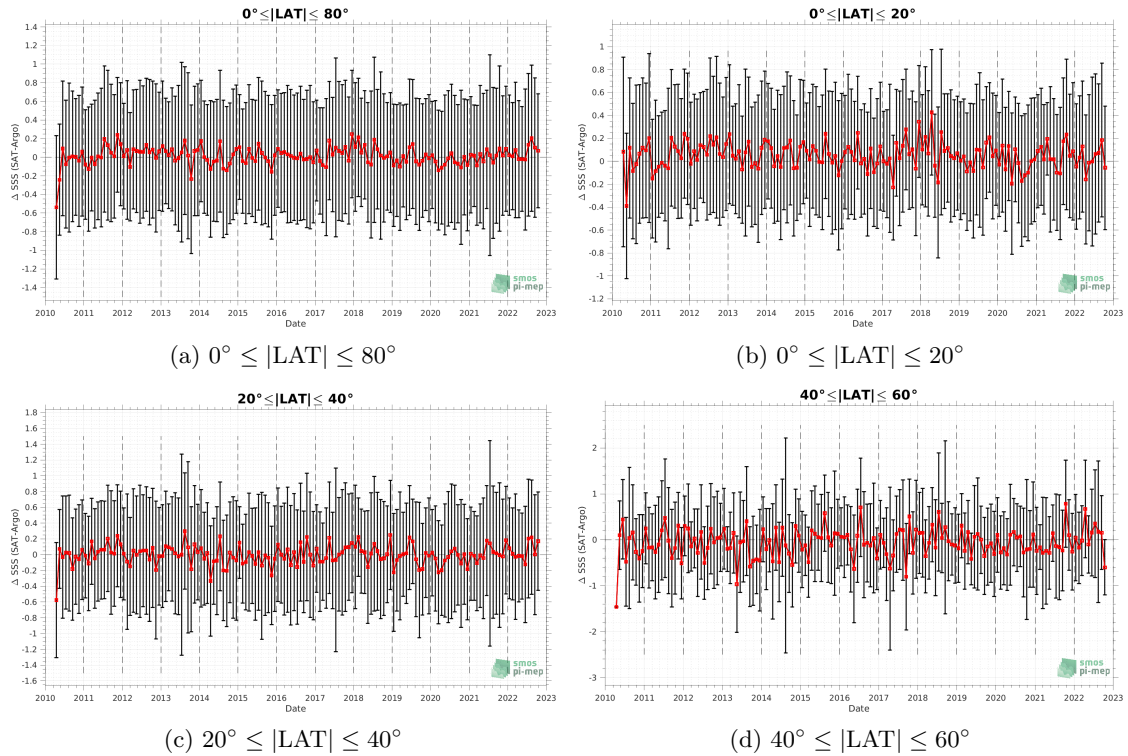 0°≤|LAT|≤ 80°
Δ SSS (SAT-Argo)
1.4
1.2
1
0.8
0.6
0.4
0.2
0
-0.2
-0.4
-0.6
-0.8
-1
-1.2
-1.4
smos
pi-mep
2010 2011 2012 2013 2014 2015 2016 2017 2018 2019 2020 2021 2022 2023
Date
(a) 0° ≤ |LAT| ≤ 80°
0°≤|LAT|≤ 20°
Δ SSS (SAT-Argo)
1
0.8
0.6
0.4
0.2
0
-0.2
-0.4
-0.6
-0.8
-1
-1.2
smos
pi-mep
2010 2011 2012 2013 2014 2015 2016 2017 2018 2019 2020 2021 2022 2023
Date
(b) 0° ≤ |LAT| ≤ 20°
20°≤|LAT|≤ 40°
Δ SSS (SAT-Argo)
1.8
1.6
1.4
1.2
1
0.8
0.6
0.4
0.2
0
-0.2
-0.4
-0.6
-0.8
-1
-1.2
-1.4
-1.6
smos
pi-mep
2010 2011 2012 2013 2014 2015 2016 2017 2018 2019 2020 2021 2022 2023
Date
(c) 20° ≤ |LAT| ≤ 40°
40°≤|LAT|≤ 60°
Δ SSS (SAT-Argo)
2
1
0
-1
-2
-3
smos
pi-mep
2010 2011 2012 2013 2014 2015 2016 2017 2018 2019 2020 2021 2022 2023
Date
(d) 40° ≤ |LAT| ≤ 60°